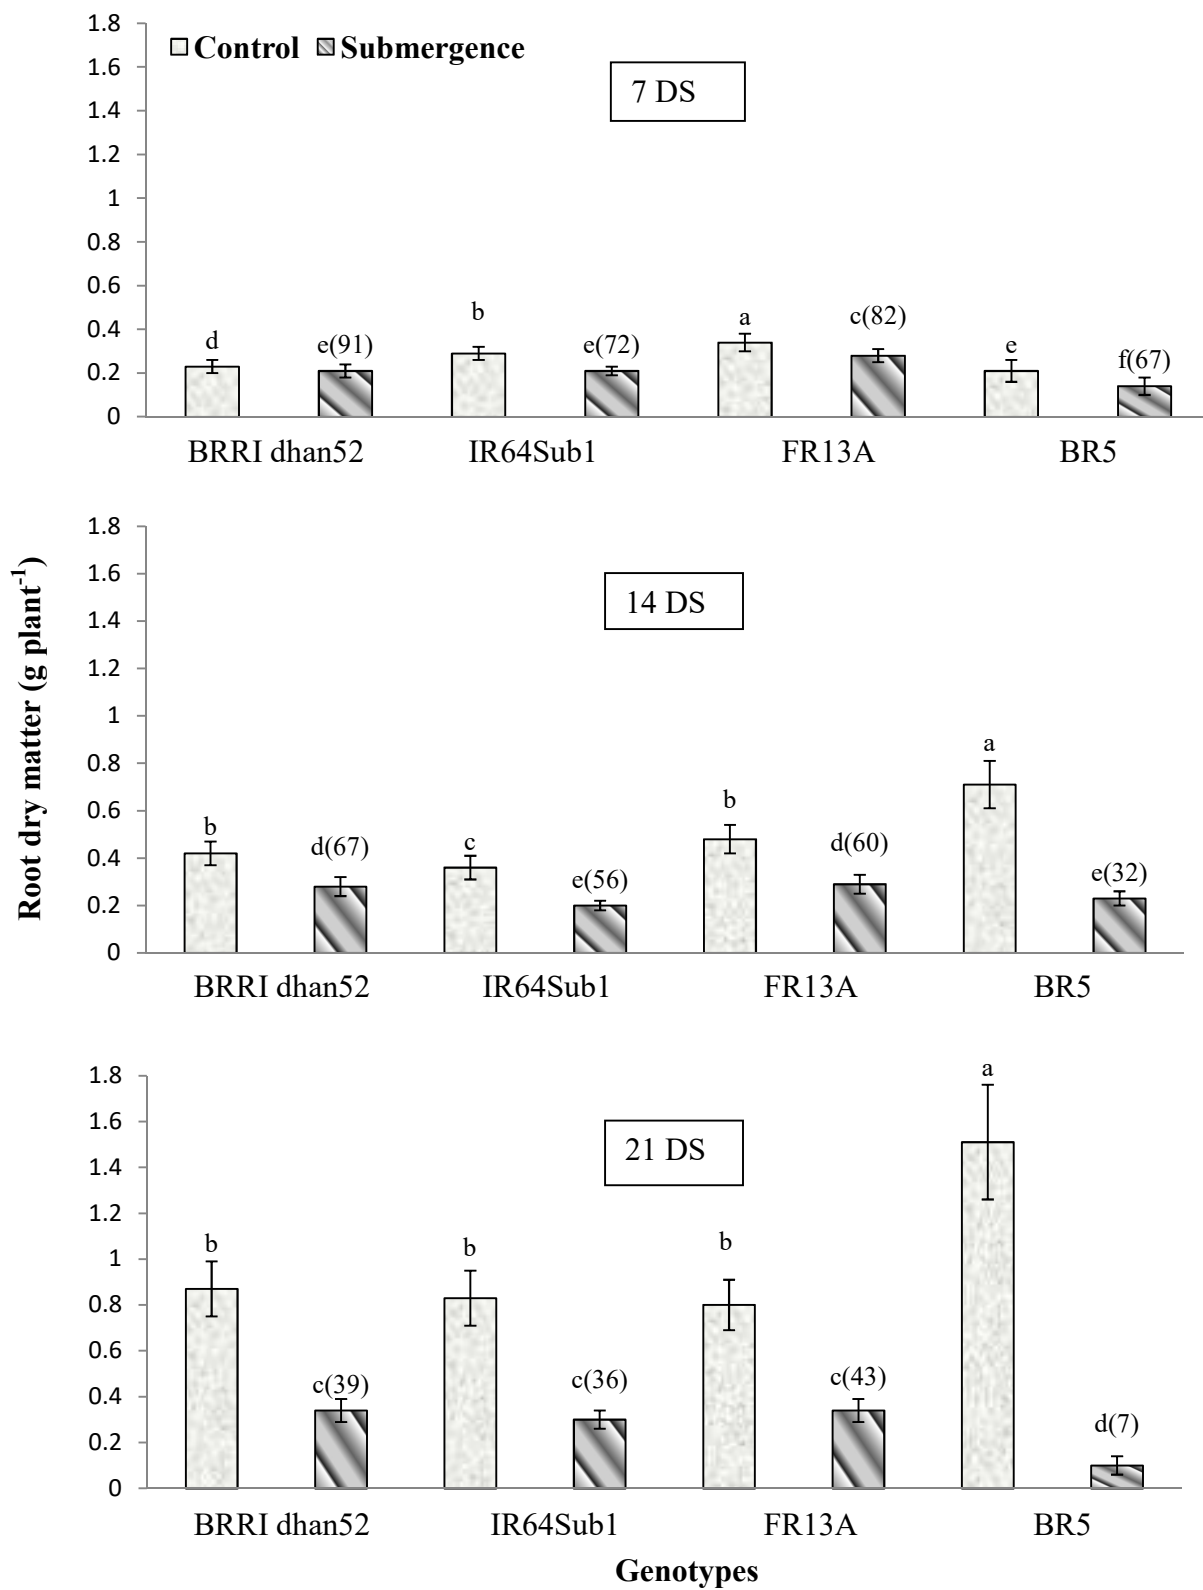 1.8
Control Submergence
1.6
7 DS
1.4
1.2
1
0.8
0.6
0.4
0.2
0
d e(91) b e(72) a c(82) e f(67)
BRRI dhan52 IR64Sub1 FR13A BR5
Root dry matter (g plant-1)
1.8
1.6
14 DS
1.4
1.2
1
0.8
0.6
0.4
0.2
0
b d(67) c e(56) b d(60) a e(32)
BRRI dhan52 IR64Sub1 FR13A BR5
1.8
1.6
21 DS
1.4
1.2
1
0.8
0.6
0.4
0.2
0
b c(39) b c(36) b c(43) a d(7)
BRRI dhan52 IR64Sub1 FR13A BR5
Genotypes